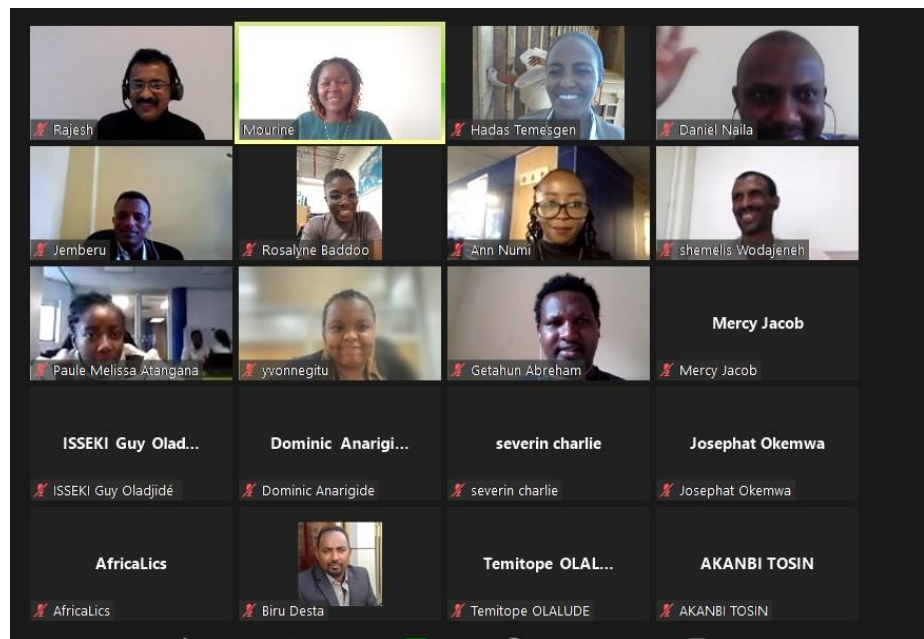 Rajesh
Mourine
Hadas Temesgen
Daniel Naila
Jemberu
Rosalyne Baddoo
Ann Numi
shemelis Wodajeneh
Paule Melissa Atangana
yvonnegitu
Getahun Abreham
Mercy Jacob
Mercy Jacob
ISSEKI Guy Olad...
ISSEKI Guy Oladjidé
Dominic Anarigi...
Dominic Anarigide
severin charlie
severin charlie
Josephat Okemwa
Josephat Okemwa
AfricaLics
AfricaLics
Biru Desta
Temitope OLAL...
Temitope OLALUDE
AKANBI TOSIN
AKANBI TOSIN